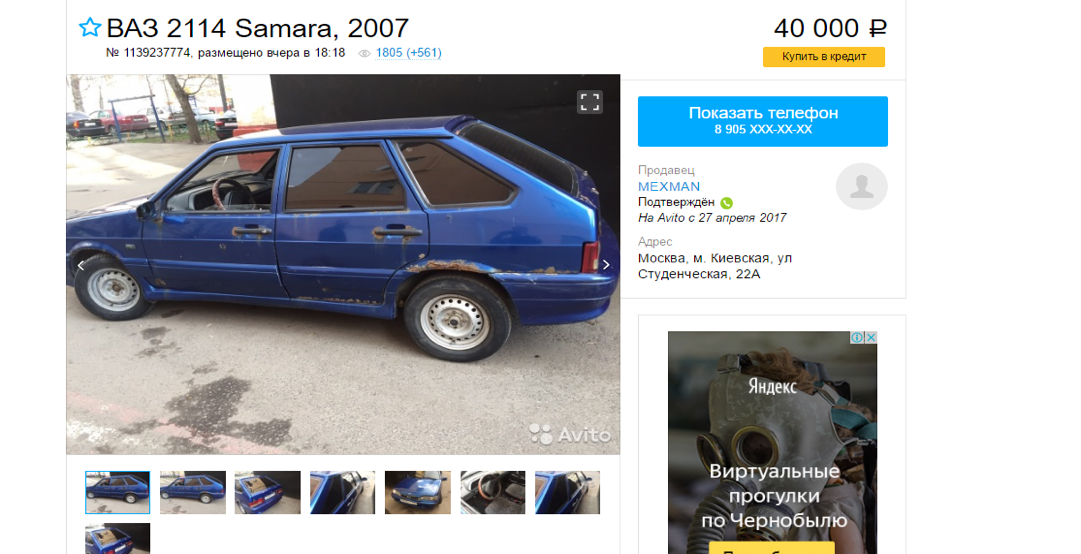 ВАЗ 2114 Samara, 2007
40 000 ₽
№ 1139237774, размещено вчера в 18:18 1805 (+561)
Купить в кредит
Показать телефон
8 905 XXX-XX-XX
Продавец
MEXMAN
Подтверждён
На Avito с 27 апреля 2017
Адрес
Москва, м. Киевская, ул
Студенческая, 22А
Avito
Яндекс
Виртуальные
прогулки
по Чернобылю